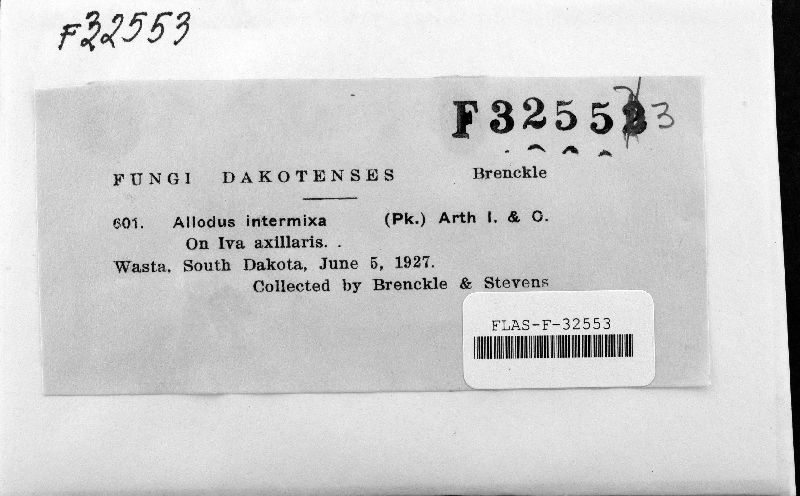 F32553
F32553
FUNGI DAKOTENSES Brenckle
601. Allodus intermixa (Pk.) Arth I. & O.
On Iva axillaris. .
Wasta, South Dakota, June 5, 1927.
Collected by Brenckle & Stevens
FLAS-F-32553